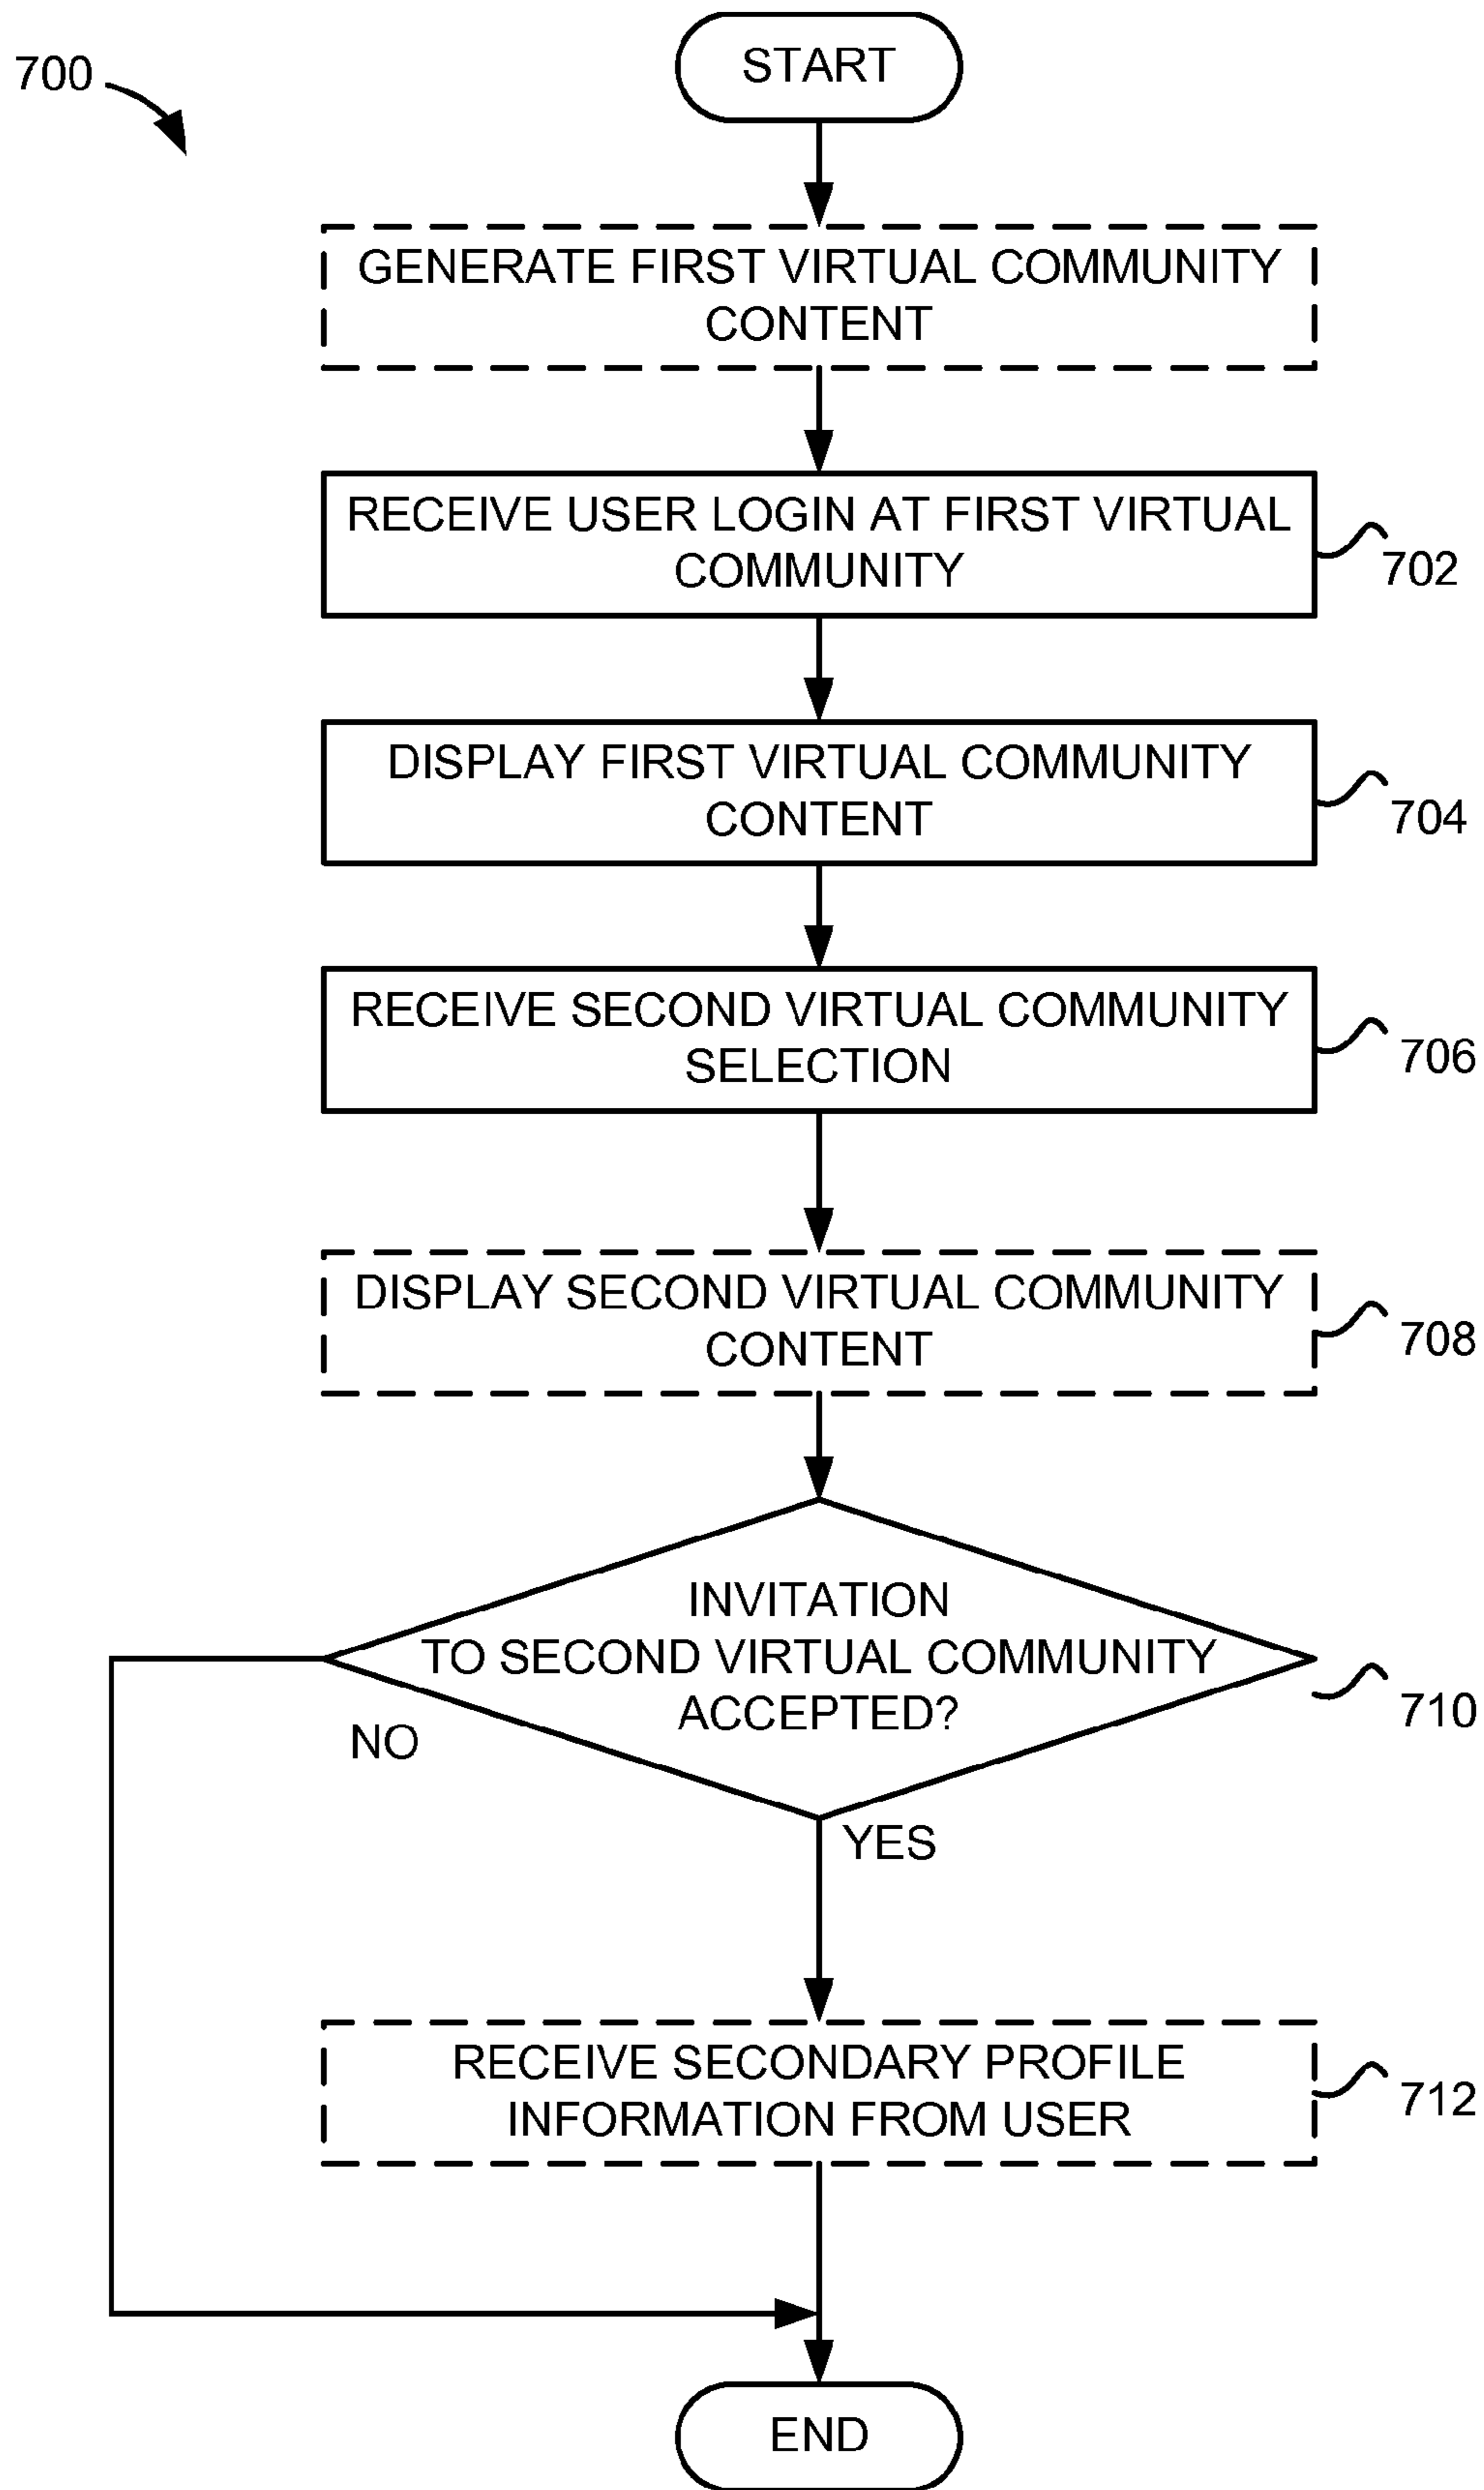 700
START
GENERATE FIRST VIRTUAL COMMUNITY
CONTENT
RECEIVE USER LOGIN AT FIRST VIRTUAL
COMMUNITY
702
DISPLAY FIRST VIRTUAL COMMUNITY
CONTENT
704
RECEIVE SECOND VIRTUAL COMMUNITY
SELECTION
706
DISPLAY SECOND VIRTUAL COMMUNITY
CONTENT
708
INVITATION
TO SECOND VIRTUAL COMMUNITY
ACCEPTED?
710
NO
YES
RECEIVE SECONDARY PROFILE
INFORMATION FROM USER
712
END